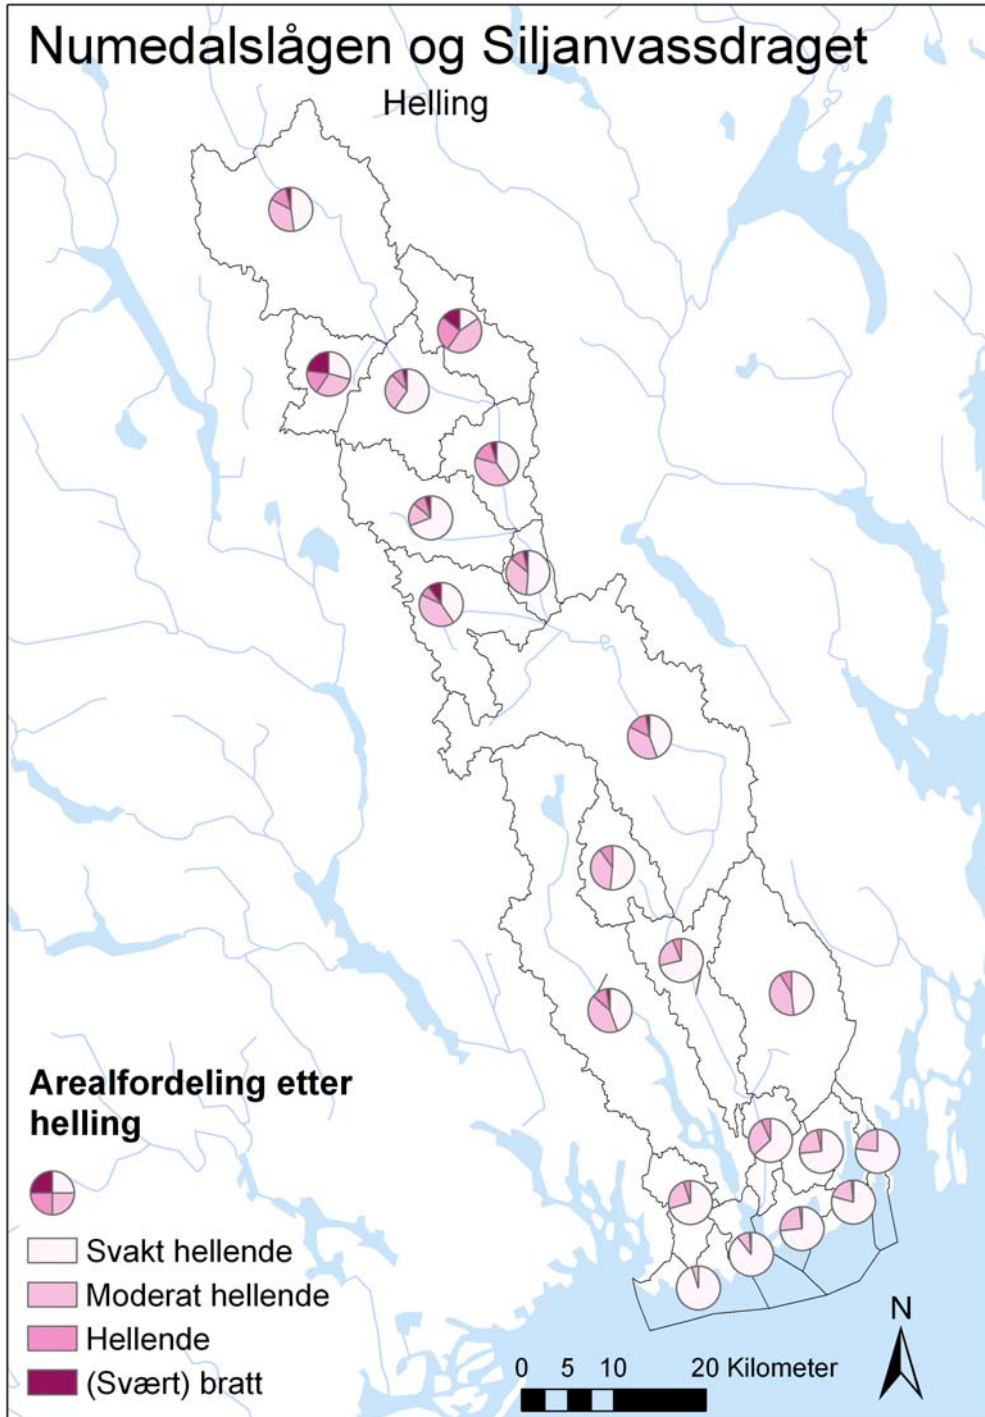 Numedalslågen og Siljanvassdraget
Helling
Arealfordeling etter
helling
Svakt hellende
Moderat hellende
Hellende
(Svært) bratt
0 5 10 20 Kilometer
N